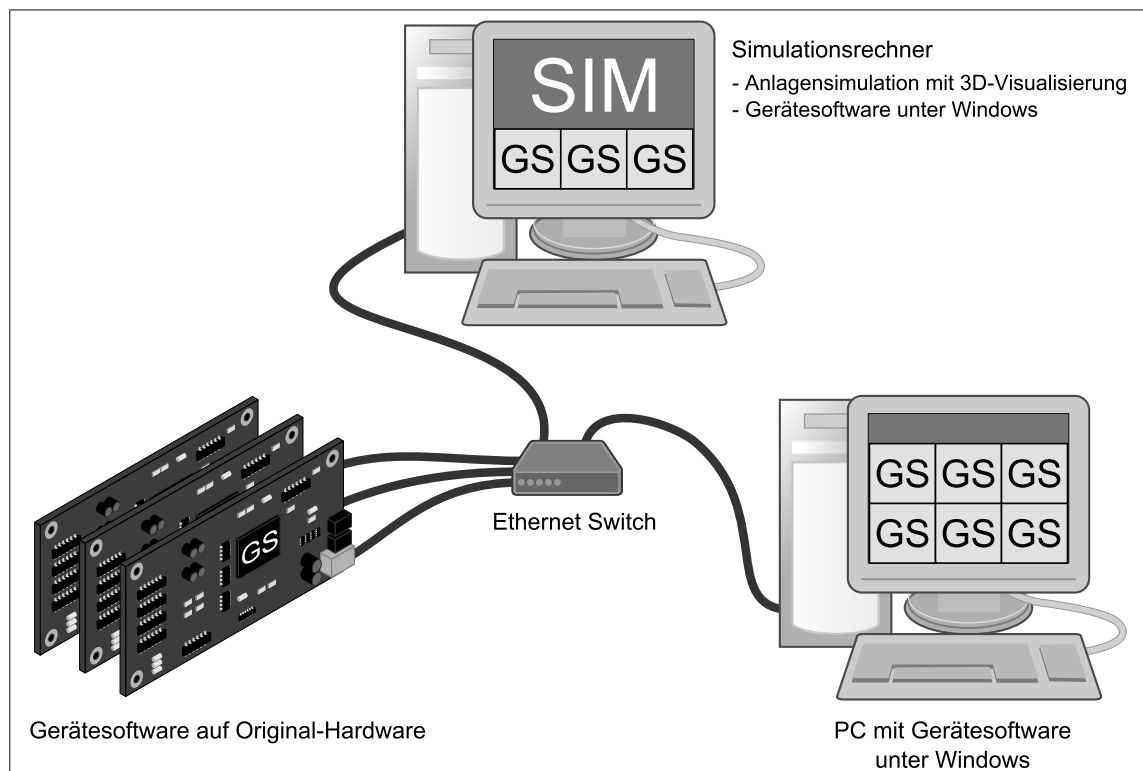 Simulationsrechner
- Anlagensimulation mit 3D-Visualisierung
- Gerätesoftware unter Windows
SIM
GS GS GS
Ethernet Switch
GS
GS GS GS
GS GS GS
Gerätesoftware auf Original-Hardware
PC mit Gerätesoftware
unter Windows